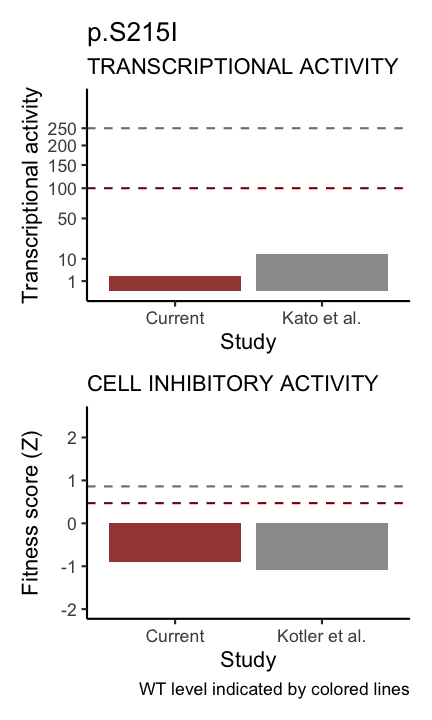 p.S215I
TRANSCRIPTIONAL ACTIVITY
Transcriptional activity
250
200
150
100
50
10
1
Current
Kato et al.
Study
CELL INHIBITORY ACTIVITY
Fitness score (Z)
2
1
0
-1
-2
Current
Kotler et al.
Study
WT level indicated by colored lines